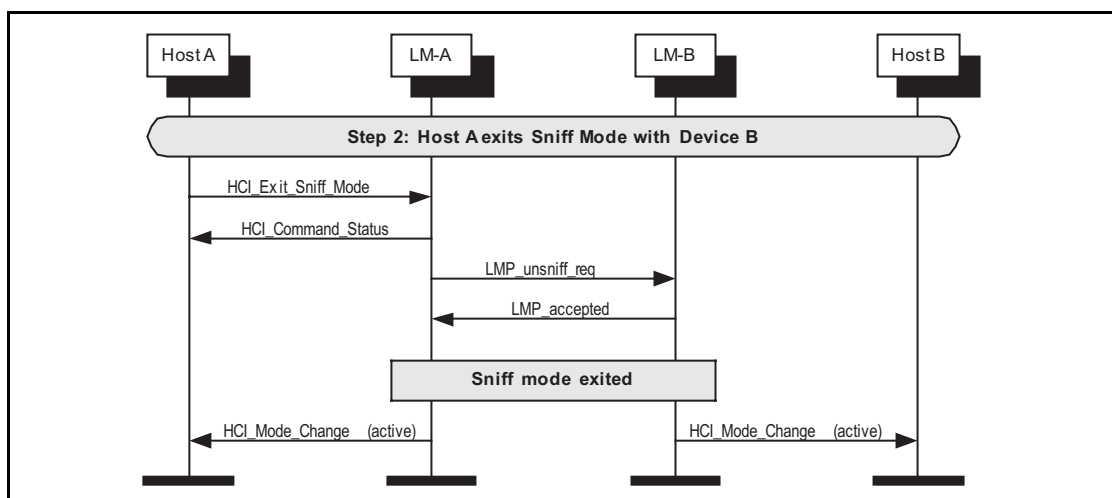 Host A
LM-A
LM-B
Host B
Step 2: Host A exits Sniff Mode with Device B
HCI_Exit_Sniff_Mode
HCI_Command_Status
LMP_unsniff_req
LMP_accepted
Sniff mode exited
HCI_Mode_Change (active)
HCI_Mode_Change (active)